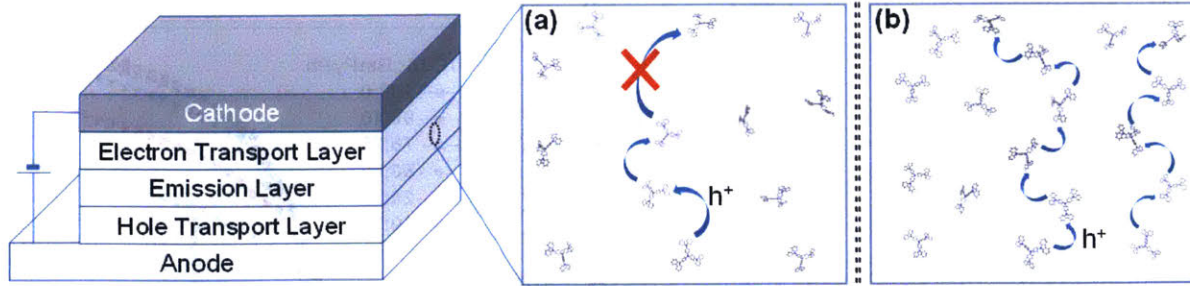 Cathode
Electron Transport Layer
Emission Layer
Hole Transport Layer
Anode
(a)
h⁺
(b)
h⁺